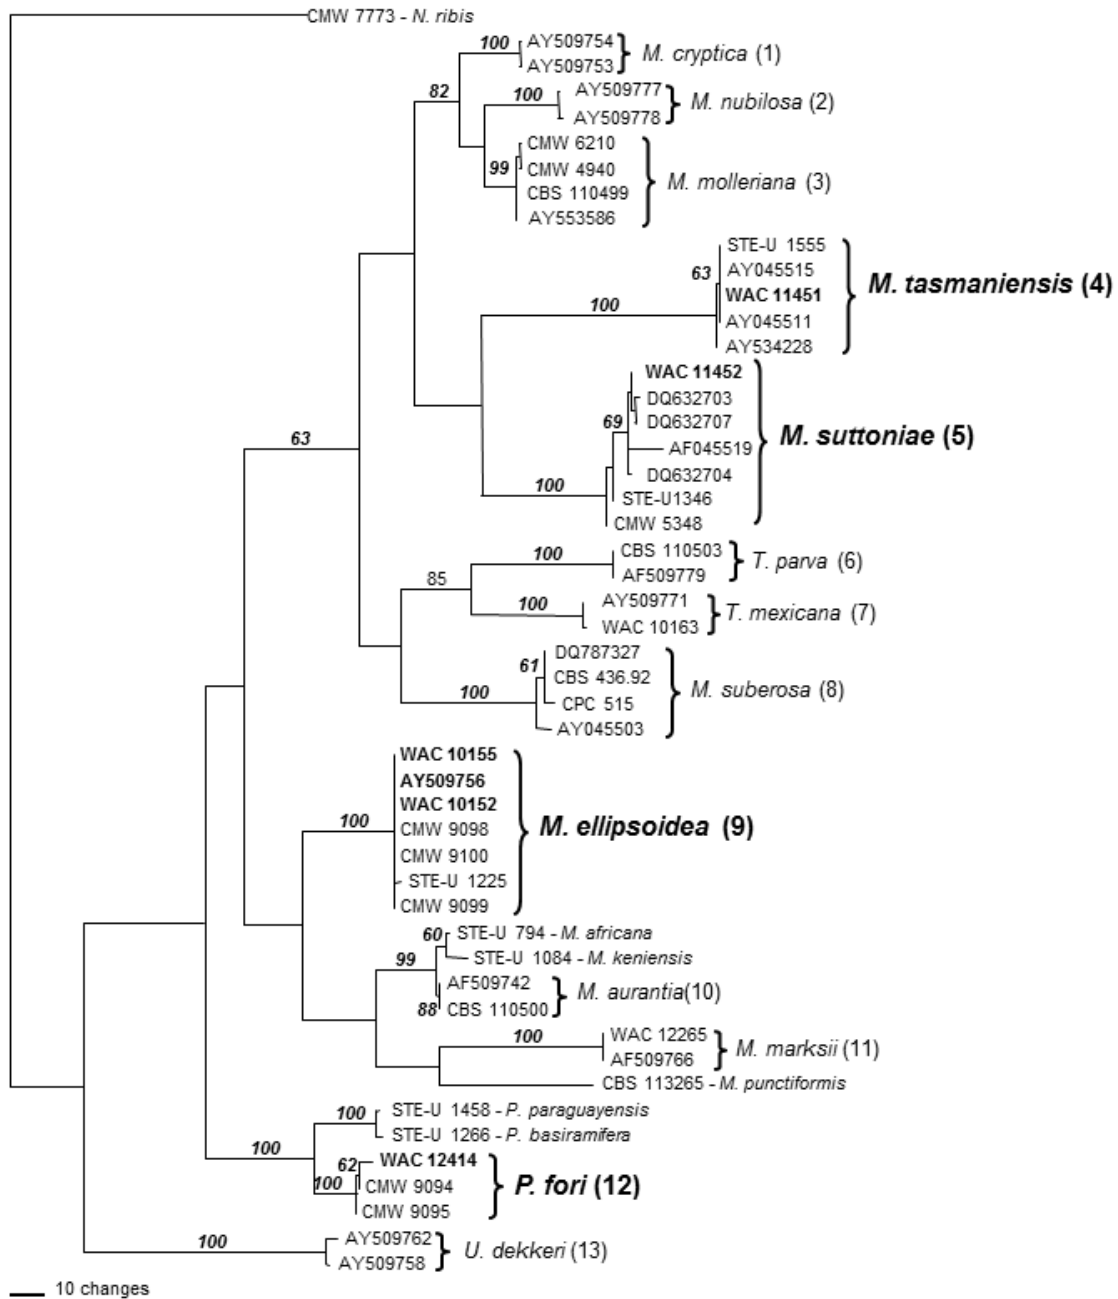 CMW 7773 - N. ribis
100 AY509754
AY509753 M. cryptica (1)
82
100 AY509777
AY509778 M. nubilosa (2)
CMW 6210
99 CMW 4940
CBS 110499 M. molleriana (3)
AY553586
STE-U 1555
63 AY045515
WAC 11451 M. tasmaniensis (4)
100
AY045511
AY534228
WAC 11452
DQ632703
69 DQ632707
M. suttoniae (5)
63
AF045519
DQ632704
100 STE-U1346
CMW 5348
100 CBS 110503
T. parva (6)
AF509779
85
100 AY509771
T. mexicana (7)
WAC 10163
DQ787327
61 CBS 436.92
M. suberosa (8)
100 CPC 515
AY045503
WAC 10155
AY509756
WAC 10152
100 CMW 9098 M. ellipsoidea (9)
CMW 9100
STE-U 1225
CMW 9099
60 STE-U 794 - M. africana
99 STE-U 1084 - M. keniensis
AF509742
M. aurantia(10)
88 CBS 110500
100 WAC 12265
M. marksii (11)
AF509766
CBS 113265 - M. punctiformis
100 STE-U 1458 - P. paraguayensis
STE-U 1266 - P. basiramifera
100
62 WAC 12414
100 CMW 9094 P. fori (12)
CMW 9095
100 AY509762
U. dekkeri (13)
AY509758
10 changes